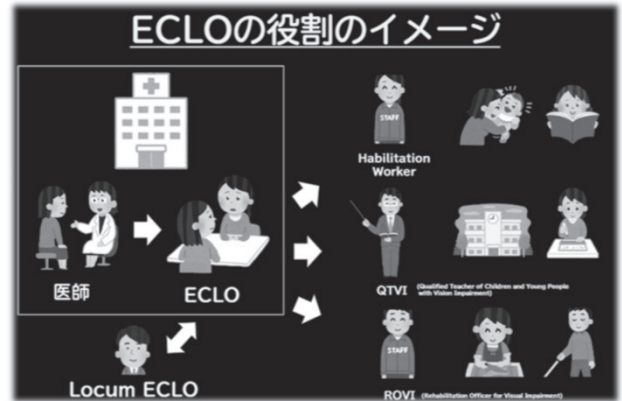 ECLOの役割のイメージ
医師
ECLO
Locum ECLO
STAFF
Habilitation
Worker
QTVI (Qualified Teacher of Children and Young People
with Vision Impairment)
STAFF
ROVI (Rehabilitation Officer for Visual Impairment)